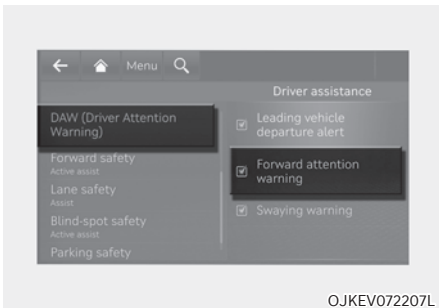 Menu
Driver assistance
DAW (Driver Attention
Warning)
Forward safety
Active assist
Lane safety
Assist
Blind-spot safety
Active assist
Parking safety
Leading vehicle
departure alert
Forward attention
warning
Swaying warning
OJKEV072207L